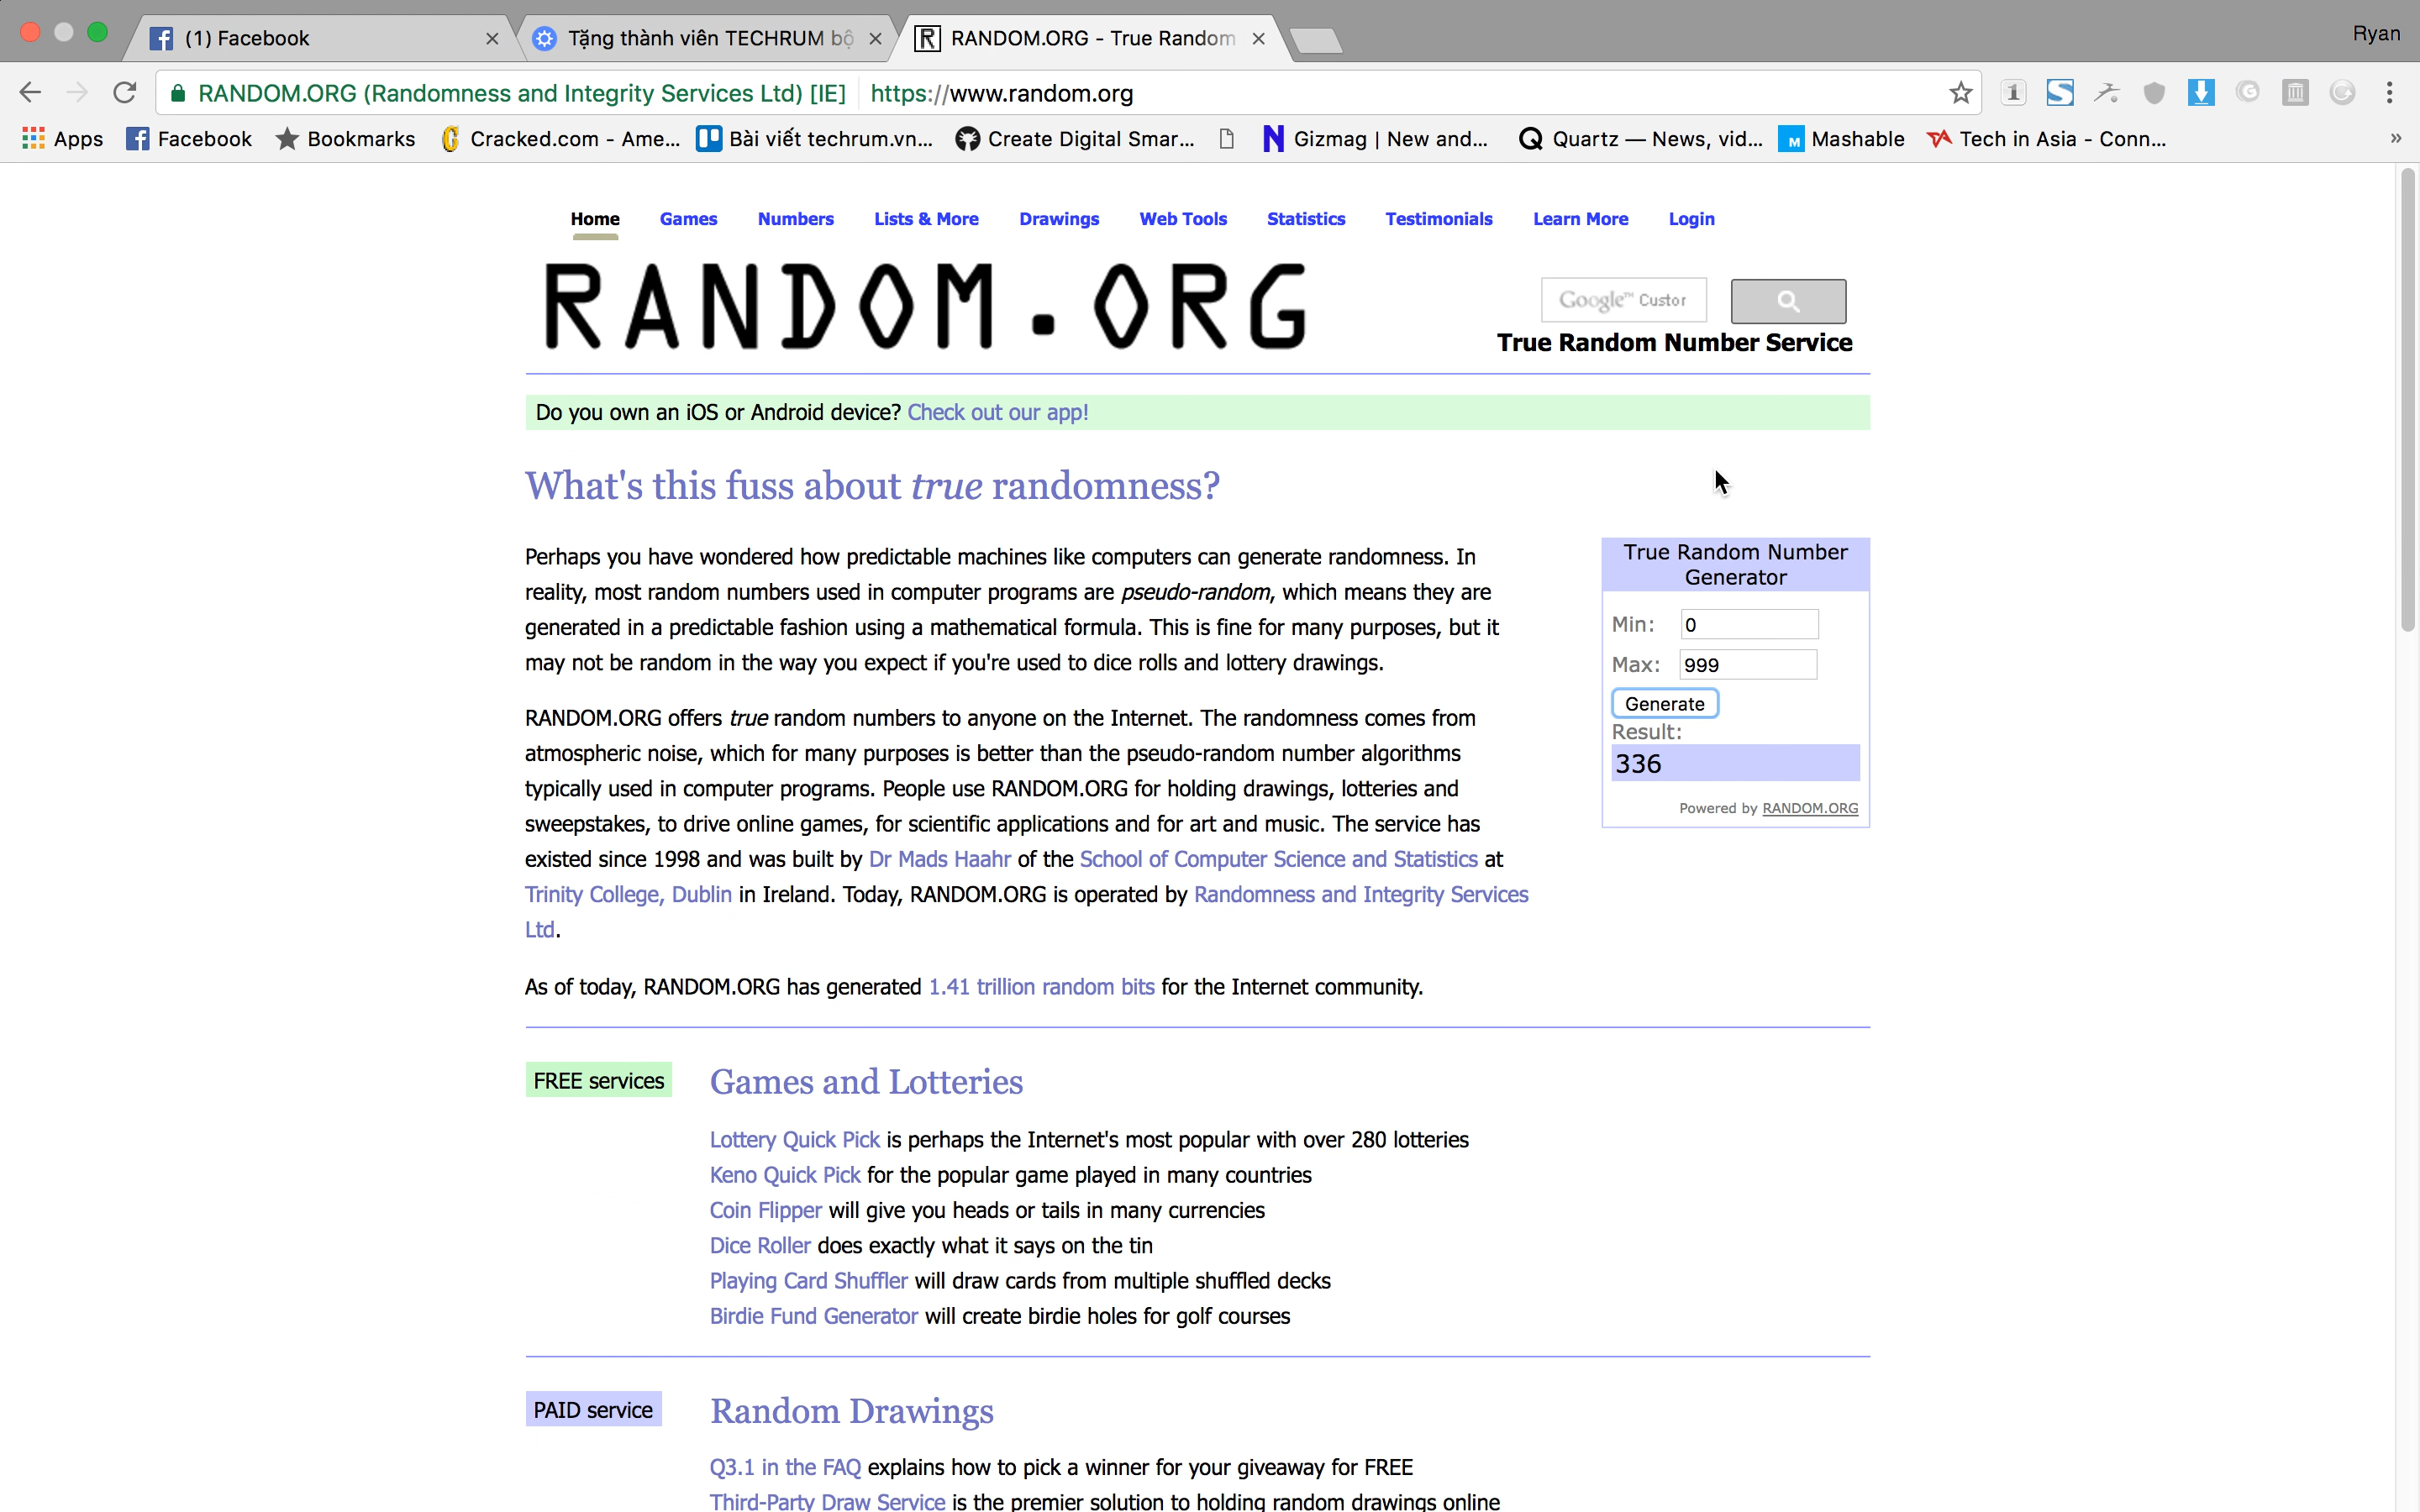 (1) Facebook
Tặng thành viên TECHRUM bộ
RANDOM.ORG - True Random
Ryan
RANDOM.ORG (Randomness and Integrity Services Ltd) [IE]
https://www.random.org
Apps
Facebook
Bookmarks
Cracked.com - Ame...
Bài viết techrum.vn...
Create Digital Smar...
Gizmag | New and...
Quartz — News, vid...
Mashable
Tech in Asia - Conn...
»
Home
Games
Numbers
Lists & More
Drawings
Web Tools
Statistics
Testimonials
Learn More
Login
RANDOM.ORG
Google™ Custor
True Random Number Service
Do you own an iOS or Android device? Check out our app!
What's this fuss about true randomness?
Perhaps you have wondered how predictable machines like computers can generate randomness. In
reality, most random numbers used in computer programs are pseudo-random, which means they are
generated in a predictable fashion using a mathematical formula. This is fine for many purposes, but it
may not be random in the way you expect if you're used to dice rolls and lottery drawings.
RANDOM.ORG offers true random numbers to anyone on the Internet. The randomness comes from
atmospheric noise, which for many purposes is better than the pseudo-random number algorithms
typically used in computer programs. People use RANDOM.ORG for holding drawings, lotteries and
sweepstakes, to drive online games, for scientific applications and for art and music. The service has
existed since 1998 and was built by Dr Mads Haahr of the School of Computer Science and Statistics at
Trinity College, Dublin in Ireland. Today, RANDOM.ORG is operated by Randomness and Integrity Services
Ltd.
As of today, RANDOM.ORG has generated 1.41 trillion random bits for the Internet community.
True Random Number
Generator
Min: 0
Max: 999
Generate
Result:
336
Powered by RANDOM.ORG
FREE services
Games and Lotteries
Lottery Quick Pick is perhaps the Internet's most popular with over 280 lotteries
Keno Quick Pick for the popular game played in many countries
Coin Flipper will give you heads or tails in many currencies
Dice Roller does exactly what it says on the tin
Playing Card Shuffler will draw cards from multiple shuffled decks
Birdie Fund Generator will create birdie holes for golf courses
PAID service
Random Drawings
Q3.1 in the FAQ explains how to pick a winner for your giveaway for FREE
Third-Party Draw Service is the premier solution to holding random drawings online